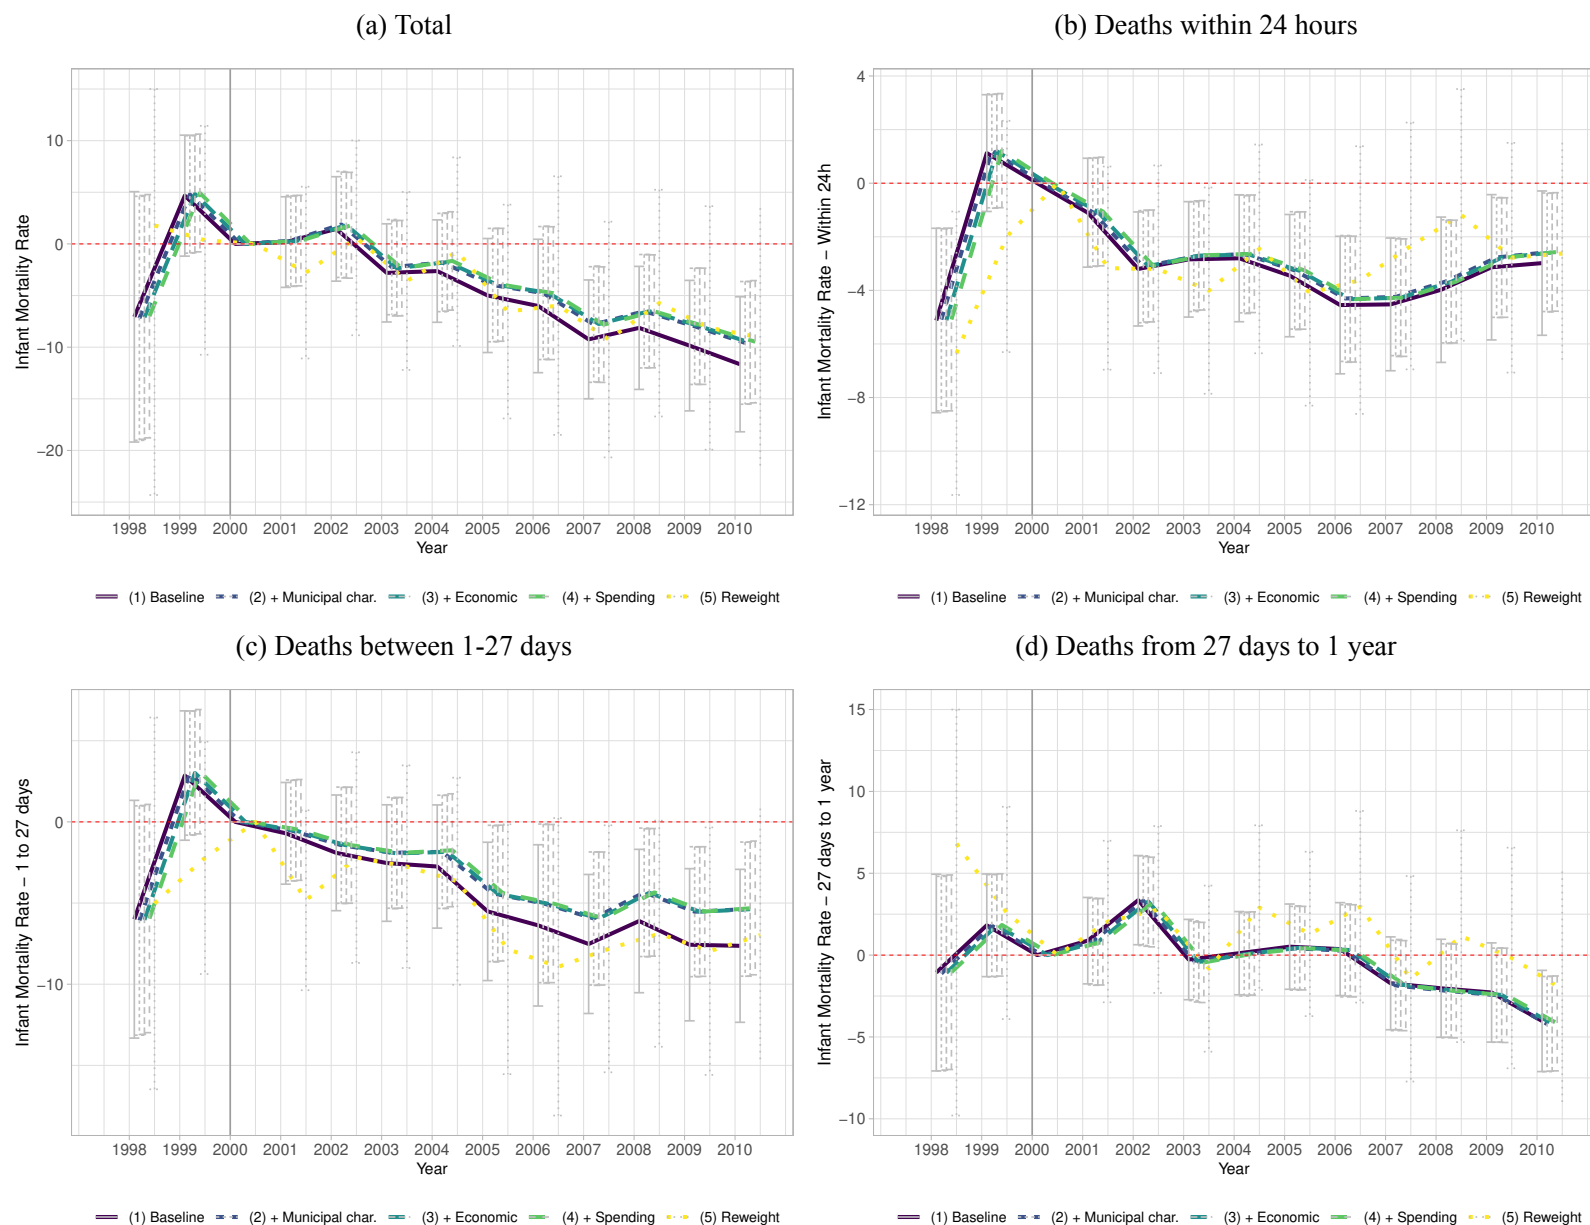 (a) Total
10
0
−10
−20
Infant Mortality Rate
1998 1999 2000 2001 2002 2003 2004 2005 2006 2007 2008 2009 2010
Year
(1) Baseline (2) + Municipal char. (3) + Economic (4) + Spending (5) Reweight
(b) Deaths within 24 hours
4
0
−4
−8
−12
Infant Mortality Rate − Within 24h
1998 1999 2000 2001 2002 2003 2004 2005 2006 2007 2008 2009 2010
Year
(1) Baseline (2) + Municipal char. (3) + Economic (4) + Spending (5) Reweight
(c) Deaths between 1-27 days
0
−10
Infant Mortality Rate − 1 to 27 days
1998 1999 2000 2001 2002 2003 2004 2005 2006 2007 2008 2009 2010
Year
(1) Baseline (2) + Municipal char. (3) + Economic (4) + Spending (5) Reweight
(d) Deaths from 27 days to 1 year
15
10
5
0
−5
−10
Infant Mortality Rate − 27 days to 1 year
1998 1999 2000 2001 2002 2003 2004 2005 2006 2007 2008 2009 2010
Year
(1) Baseline (2) + Municipal char. (3) + Economic (4) + Spending (5) Reweight